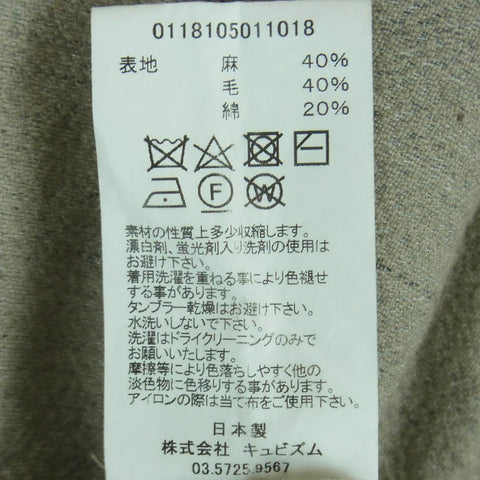 0118105011018
表地 麻 40%
毛 40%
綿 20%
F W
素材の性質上多少収縮します。
漂白剤、蛍光剤入り洗剤の使用は
お避け下さい。
着用洗濯を重ねる事により色褪せ
する事があります。
タンブラー乾燥はお避け下さい。
水洗いしないで下さい。
洗濯はドライクリーニングのみで
お願いいたします。
摩擦等により色落ちしやすく他の
淡色物に色移りする事があります。
アイロンの際は当て布をご使用下さい。
日本製
株式会社 キュビズム
03.5725.9567